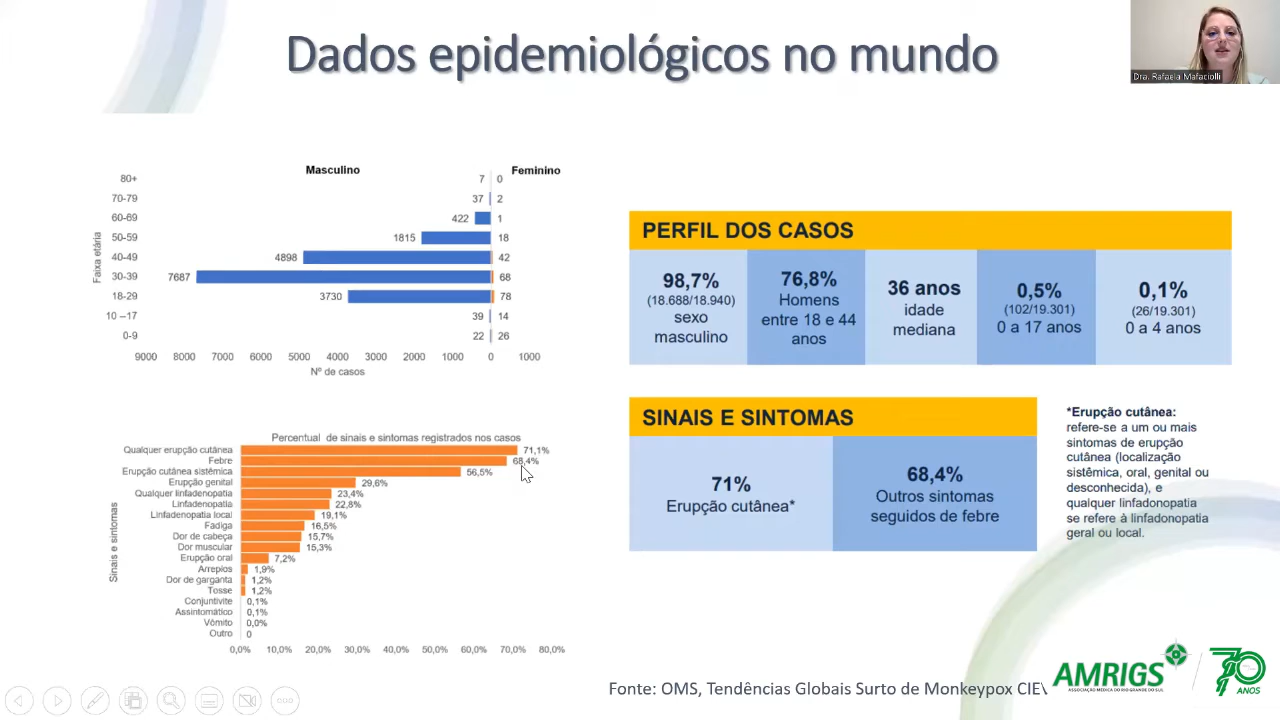 Dados epidemiológicos no mundo
Dra. Rafaela Mafaciolli
Masculino
Feminino
Faixa etária
80+ 7 0
70-79 37 2
60-69 422 1
50-59 1815 18
40-49 4898 42
30-39 7687 68
18-29 3730 78
10 –17 39 14
0-9 22 26
9000 8000 7000 6000 5000 4000 3000 2000 1000 0 1000
Nº de casos
Percentual de sinais e sintomas registrados nos casos
Sinais e sintomas
Qualquer erupção cutânea 71,1%
Febre 68,4%
Erupção cutânea sistêmica 56,5%
Erupção genital 29,6%
Qualquer linfadenopatia 23,4%
Linfadenopatia 22,8%
Linfadenopatia local 19,1%
Fadiga 16,5%
Dor de cabeça 15,7%
Dor muscular 15,3%
Erupção oral 7,2%
Arrepios 1,9%
Dor de garganta 1,2%
Tosse 1,2%
Conjuntivite 0,1%
Assintomático 0,1%
Vômito 0,0%
Outro 0
0,0% 10,0% 20,0% 30,0% 40,0% 50,0% 60,0% 70,0% 80,0%
PERFIL DOS CASOS
98,7%
(18.688/18.940)
sexo
masculino
76,8%
Homens
entre 18 e 44
anos
36 anos
idade
mediana
0,5%
(102/19.301)
0 a 17 anos
0,1%
(26/19.301)
0 a 4 anos
SINAIS E SINTOMAS
71%
Erupção cutânea*
68,4%
Outros sintomas
seguidos de febre
*Erupção cutânea:
refere-se a um ou mais
sintomas de erupção
cutânea (localização
sistêmica, oral, genital ou
desconhecida), e
qualquer linfonopatia
se refere à linfadonopatia
geral ou local.
Fonte: OMS, Tendências Globais Surto de Monkeypox CIEV
AMRIGS
ASSOCIAÇÃO MÉDICA DO RIO GRANDE DO SUL
70
ANOS